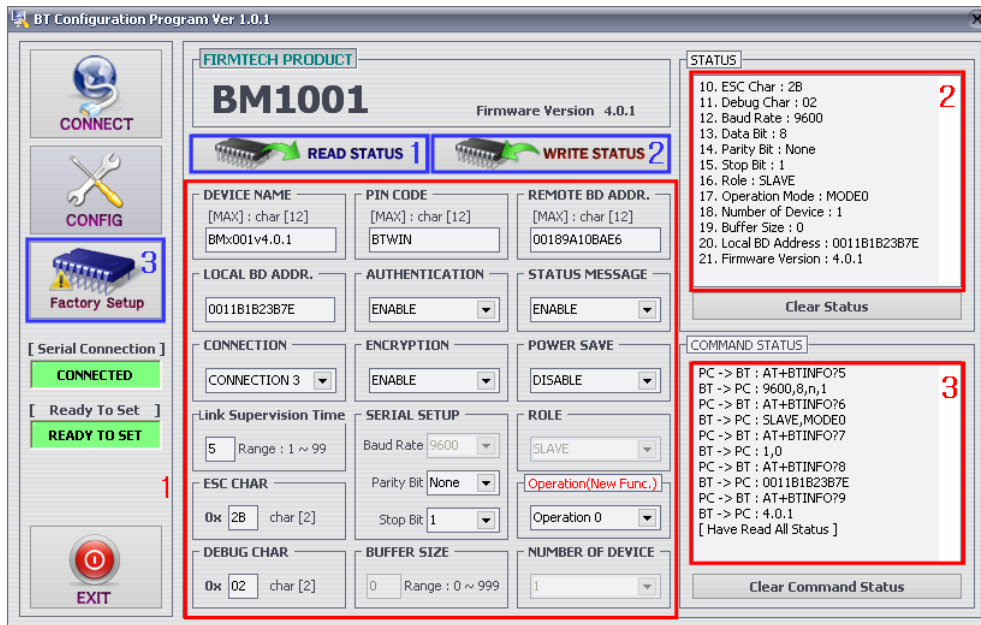 BT Configuration Program Ver 1.0.1
CONNECT
CONFIG
3
Factory Setup
[ Serial Connection ]
CONNECTED
[ Ready To Set ]
READY TO SET
1
EXIT
FIRMTECH PRODUCT
BM1001
Firmware Version 4.0.1
READ STATUS 1
WRITE STATUS 2
DEVICE NAME
[MAX] : char [12]
BMx001v4.0.1
PIN CODE
[MAX] : char [12]
BTWIN
REMOTE BD ADDR.
[MAX] : char [12]
00189A10BAE6
LOCAL BD ADDR.
0011B1B23B7E
AUTHENTICATION
ENABLE
STATUS MESSAGE
ENABLE
CONNECTION
CONNECTION 3
ENCRYPTION
ENABLE
POWER SAVE
DISABLE
Link Supervision Time
5 Range : 1 ~ 99
SERIAL SETUP
Baud Rate 9600
Parity Bit None
Stop Bit 1
ROLE
SLAVE
ESC CHAR
0x 2B char [2]
Operation(New Func.)
Operation 0
DEBUG CHAR
0x 02 char [2]
BUFFER SIZE
0 Range : 0 ~ 999
NUMBER OF DEVICE
1
STATUS
2
10. ESC Char : 2B
11. Debug Char : 02
12. Baud Rate : 9600
13. Data Bit : 8
14. Parity Bit : None
15. Stop Bit : 1
16. Role : SLAVE
17. Operation Mode : MODE0
18. Number of Device : 1
19. Buffer Size : 0
20. Local BD Address : 0011B1B23B7E
21. Firmware Version : 4.0.1
Clear Status
COMMAND STATUS
3
PC -> BT : AT+BTINFO?5
BT -> PC : 9600,8,n,1
PC -> BT : AT+BTINFO?6
BT -> PC : SLAVE,MODE0
PC -> BT : AT+BTINFO?7
BT -> PC : 1,0
PC -> BT : AT+BTINFO?8
BT -> PC : 0011B1B23B7E
PC -> BT : AT+BTINFO?9
BT -> PC : 4.0.1
[ Have Read All Status ]
Clear Command Status